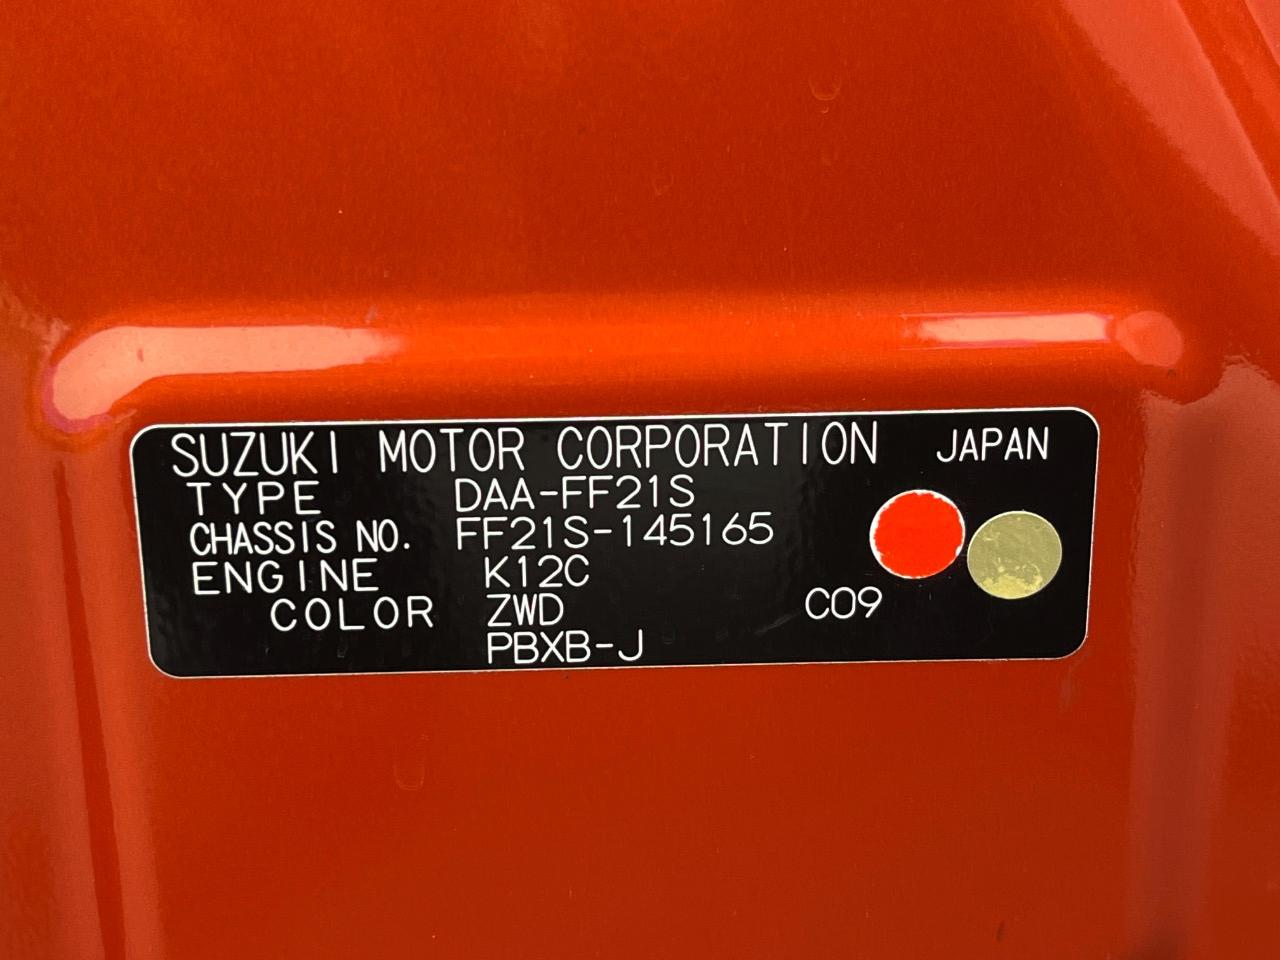 SUZUKI MOTOR CORPORATION JAPAN
TYPE DAA-FF21S
CHASSIS NO. FF21S-145165
ENGINE K12C
COLOR ZWD C09
PBXB-J